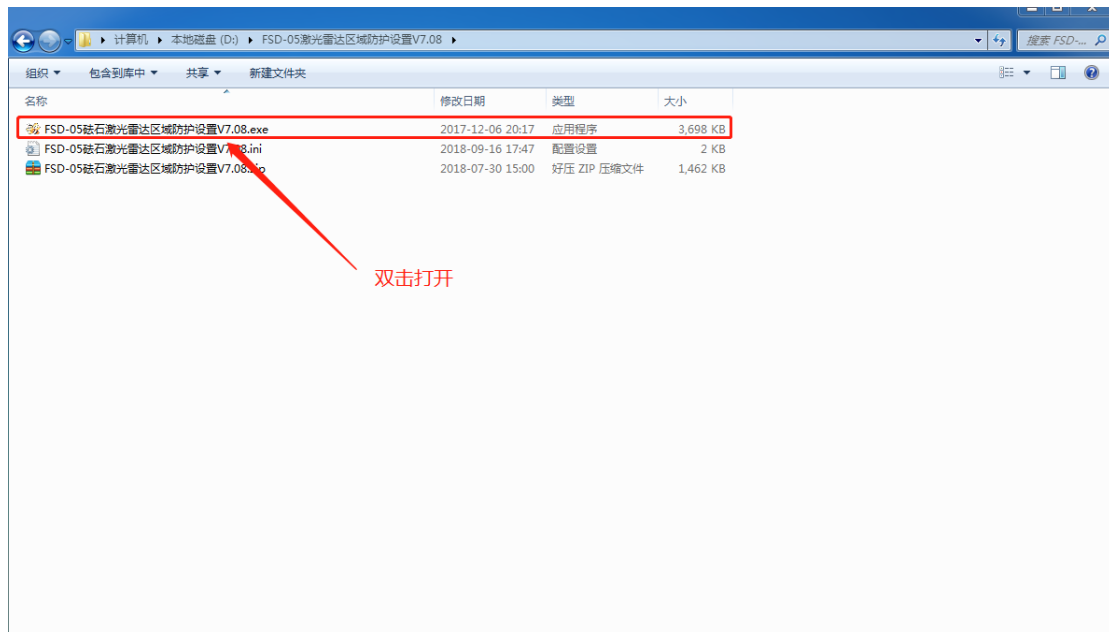 计算机 本地磁盘 (D:) FSD-05激光雷达区域防护设置V7.08
搜索 FSD-...
组织 包含到库中 共享 新建文件夹
名称 修改日期 类型 大小
FSD-05砝石激光雷达区域防护设置V7.08.exe 2017-12-06 20:17 应用程序 3,698 KB
FSD-05砝石激光雷达区域防护设置V7.08.ini 2018-09-16 17:47 配置设置 2 KB
FSD-05砝石激光雷达区域防护设置V7.08.zip 2018-07-30 15:00 好压 ZIP 压缩文件 1,462 KB
双击打开